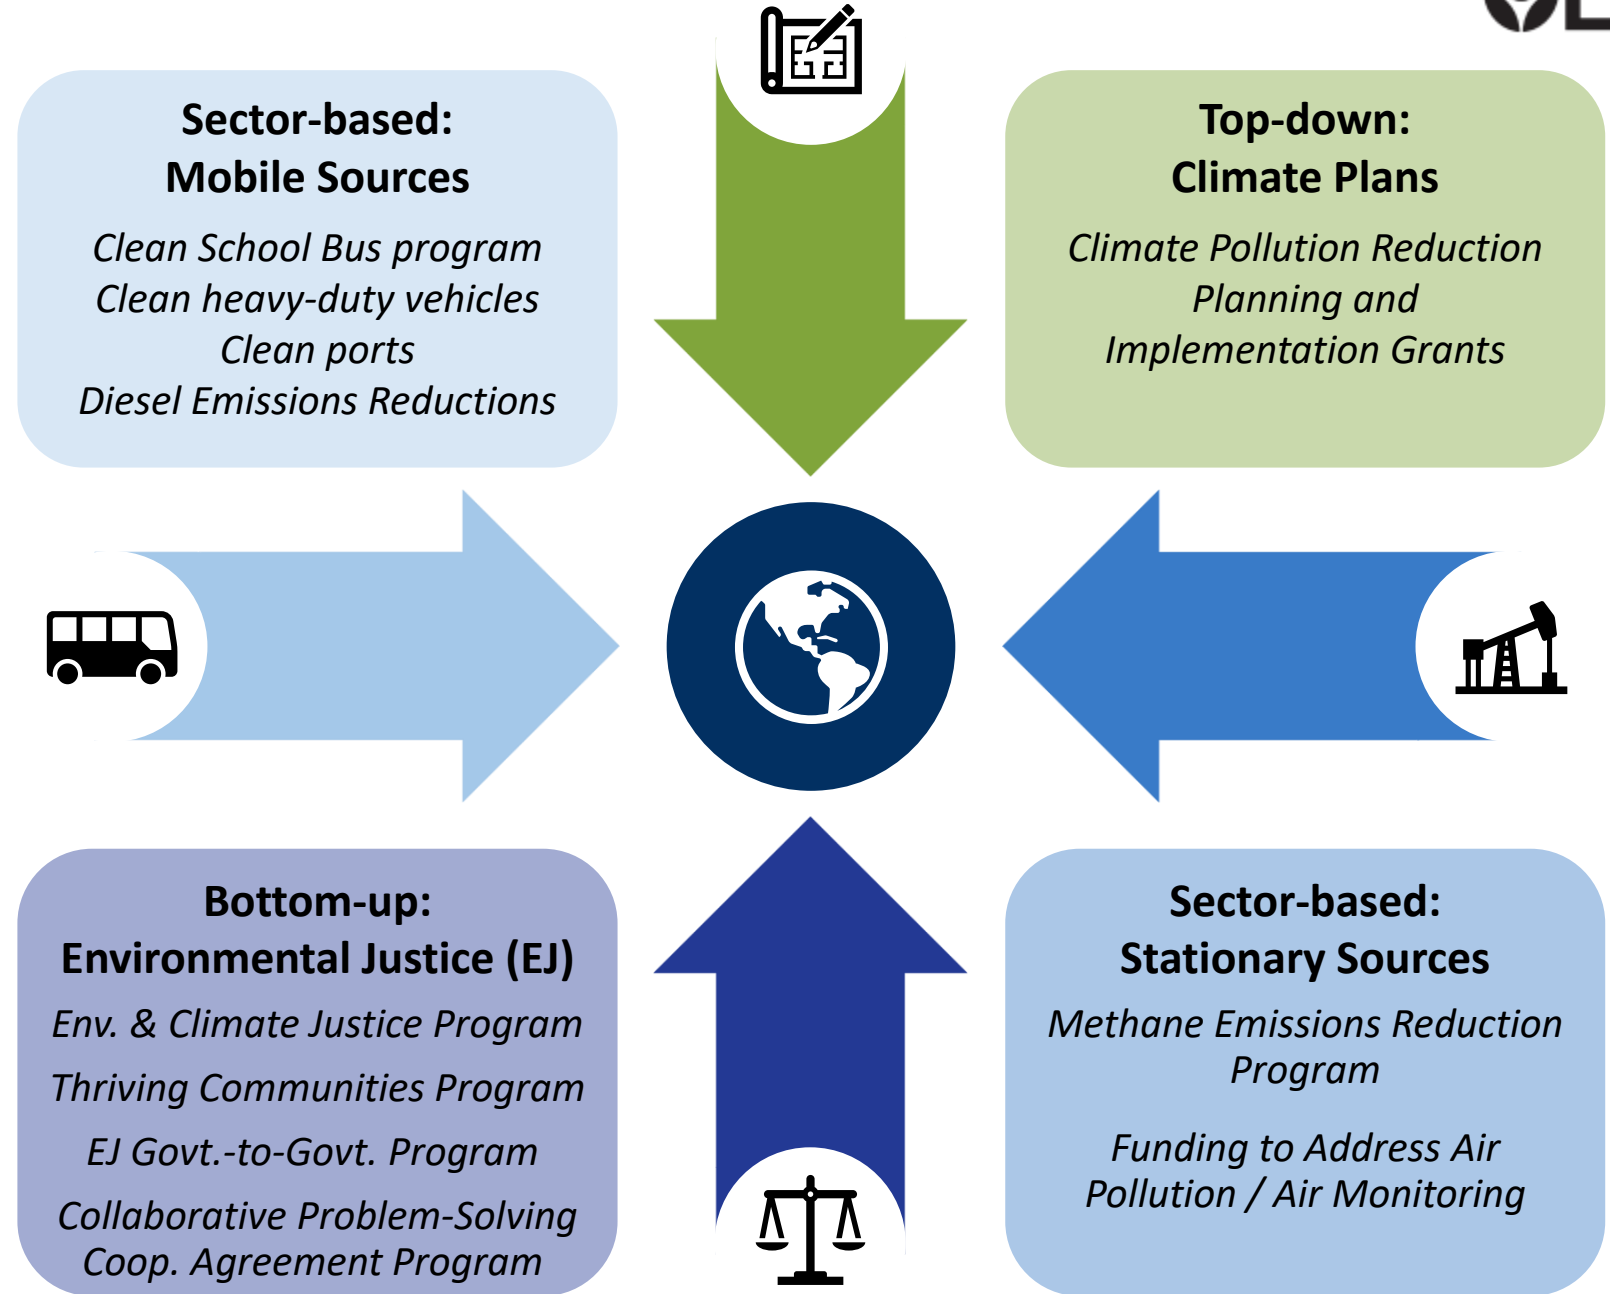 Sector-based:
Mobile Sources
Clean School Bus program
Clean heavy-duty vehicles
Clean ports
Diesel Emissions Reductions
Top-down:
Climate Plans
Climate Pollution Reduction
Planning and
Implementation Grants
Bottom-up:
Environmental Justice (EJ)
Env. & Climate Justice Program
Thriving Communities Program
EJ Govt.-to-Govt. Program
Collaborative Problem-Solving
Coop. Agreement Program
Sector-based:
Stationary Sources
Methane Emissions Reduction
Program
Funding to Address Air
Pollution / Air Monitoring